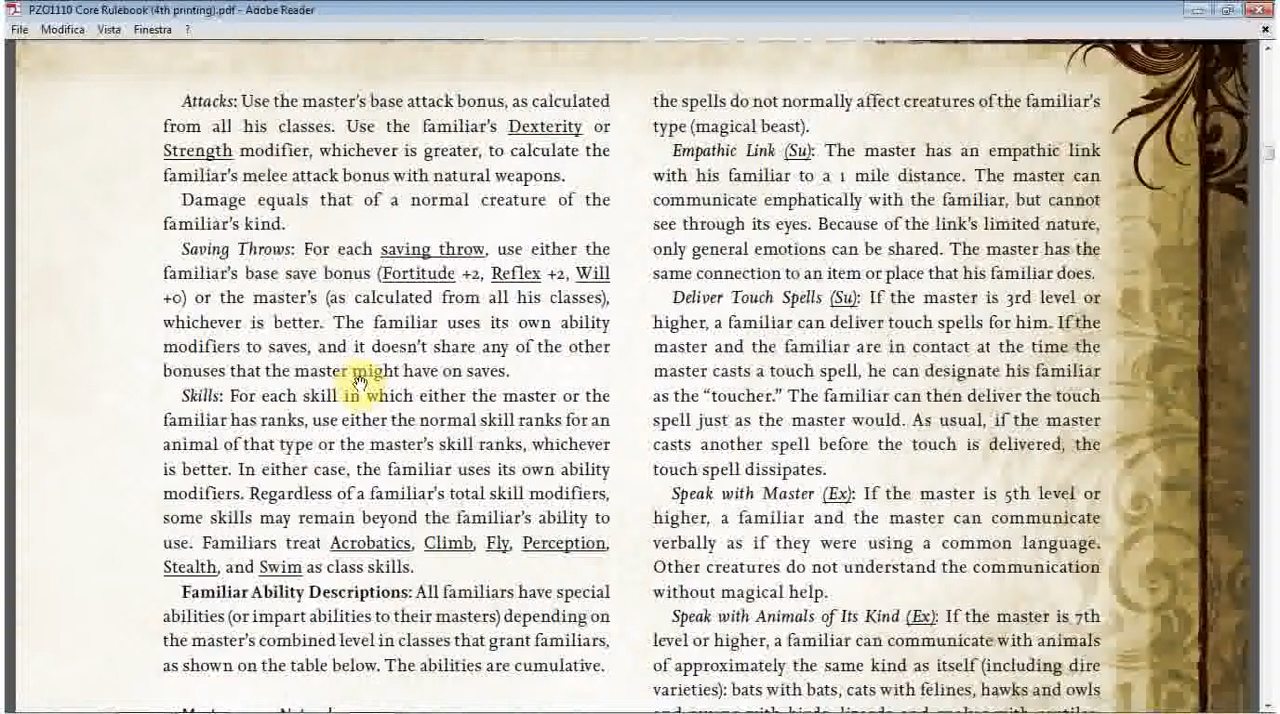 PZO1110 Core Rulebook (4th printing).pdf - Adobe Reader
File Modifica Vista Finestra ?
Attacks: Use the master's base attack bonus, as calculated
from all his classes. Use the familiar's Dexterity or
Strength modifier, whichever is greater, to calculate the
familiar's melee attack bonus with natural weapons.
Damage equals that of a normal creature of the
familiar's kind.
Saving Throws: For each saving throw, use either the
familiar's base save bonus (Fortitude +2, Reflex +2, Will
+0) or the master's (as calculated from all his classes),
whichever is better. The familiar uses its own ability
modifiers to saves, and it doesn't share any of the other
bonuses that the master might have on saves.
Skills: For each skill in which either the master or the
familiar has ranks, use either the normal skill ranks for an
animal of that type or the master's skill ranks, whichever
is better. In either case, the familiar uses its own ability
modifiers. Regardless of a familiar's total skill modifiers,
some skills may remain beyond the familiar's ability to
use. Familiars treat Acrobatics, Climb, Fly, Perception,
Stealth, and Swim as class skills.
Familiar Ability Descriptions: All familiars have special
abilities (or impart abilities to their masters) depending on
the master's combined level in classes that grant familiars,
as shown on the table below. The abilities are cumulative.
the spells do not normally affect creatures of the familiar's
type (magical beast).
Empathic Link (Su): The master has an empathic link
with his familiar to a 1 mile distance. The master can
communicate emphatically with the familiar, but cannot
see through its eyes. Because of the link's limited nature,
only general emotions can be shared. The master has the
same connection to an item or place that his familiar does.
Deliver Touch Spells (Su): If the master is 3rd level or
higher, a familiar can deliver touch spells for him. If the
master and the familiar are in contact at the time the
master casts a touch spell, he can designate his familiar
as the “toucher.” The familiar can then deliver the touch
spell just as the master would. As usual, if the master
casts another spell before the touch is delivered, the
touch spell dissipates.
Speak with Master (Ex): If the master is 5th level or
higher, a familiar and the master can communicate
verbally as if they were using a common language.
Other creatures do not understand the communication
without magical help.
Speak with Animals of Its Kind (Ex): If the master is 7th
level or higher, a familiar can communicate with animals
of approximately the same kind as itself (including dire
varieties): bats with bats, cats with felines, hawks and owls